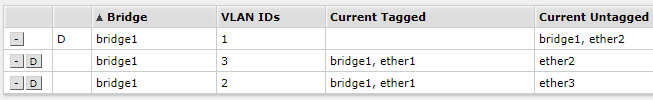 ▲ Bridge VLAN IDs Current Tagged Current Untagged
- D bridge1 1 bridge1, ether2
- D bridge1 3 bridge1, ether1 ether2
- D bridge1 2 bridge1, ether1 ether3